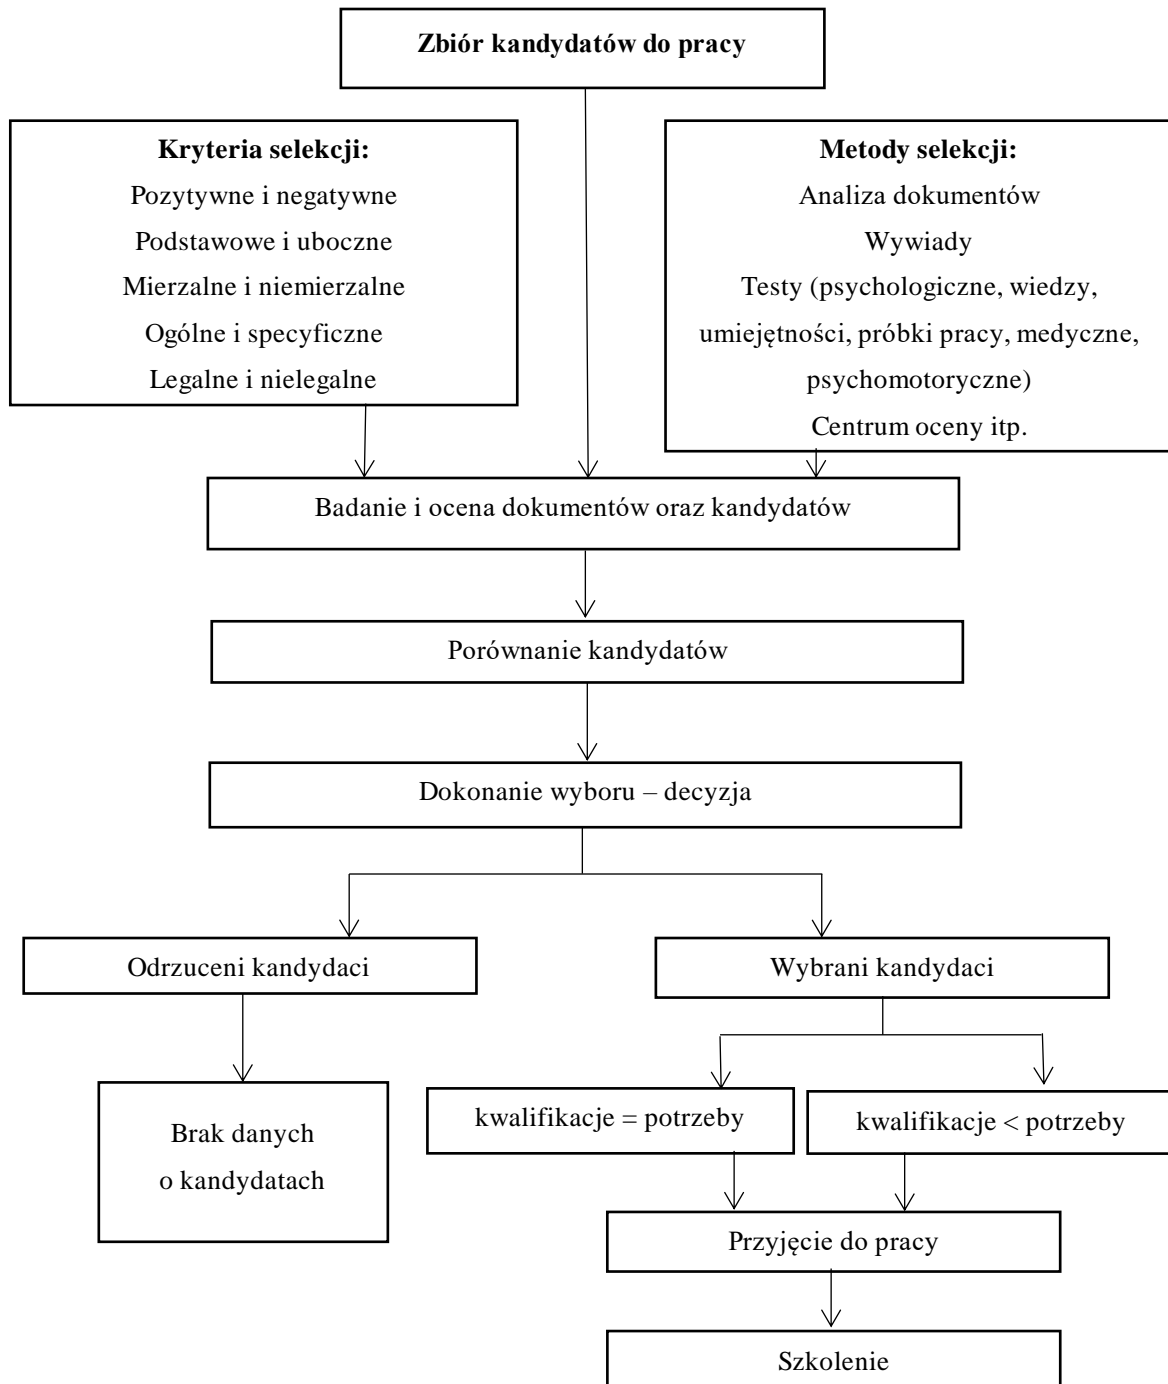 Zbiór kandydatów do pracy
Kryteria selekcji:
Pozytywne i negatywne
Podstawowe i uboczne
Mierzalne i niemierzalne
Ogólne i specyficzne
Legalne i nielegalne
Metody selekcji:
Analiza dokumentów
Wywiady
Testy (psychologiczne, wiedzy,
umiejętności, próbki pracy, medyczne,
psychomotoryczne)
Centrum oceny itp.
Badanie i ocena dokumentów oraz kandydatów
Porównanie kandydatów
Dokonanie wyboru – decyzja
Odrzuceni kandydaci
Wybrani kandydaci
Brak danych
o kandydatach
kwalifikacje = potrzeby
kwalifikacje < potrzeby
Przyjęcie do pracy
Szkolenie